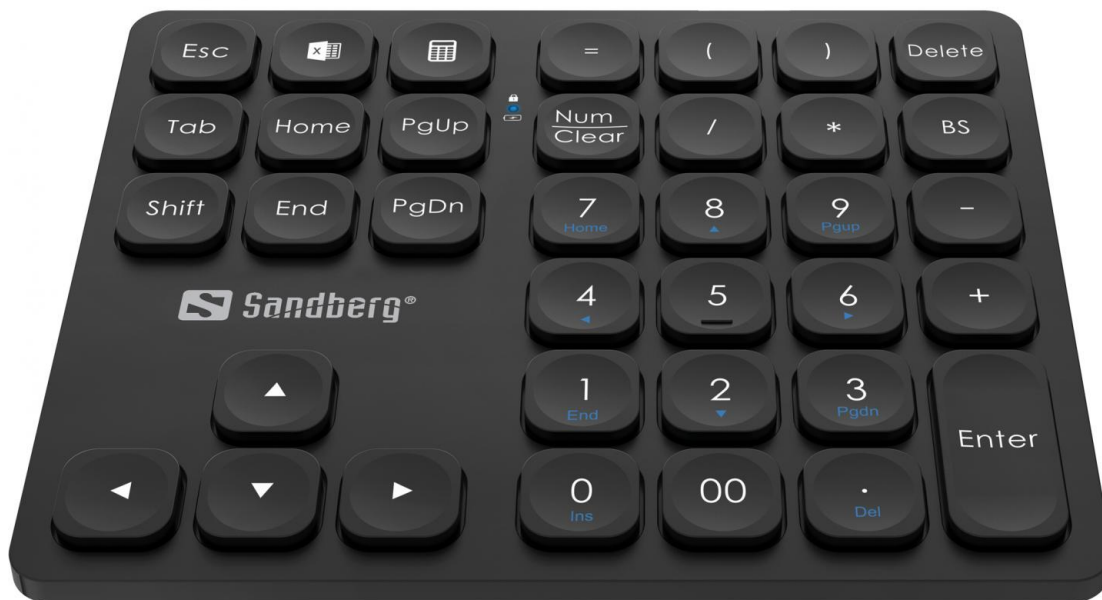 Esc = ( ) Delete
Tab Home PgUp Num / * BS
Clear
Shift End PgDn 7 8 9 -
Home Pgup
Sandberg® 4 5 6 +
1 2 3
End Pgdn
Enter
0 00 .
Ins Del